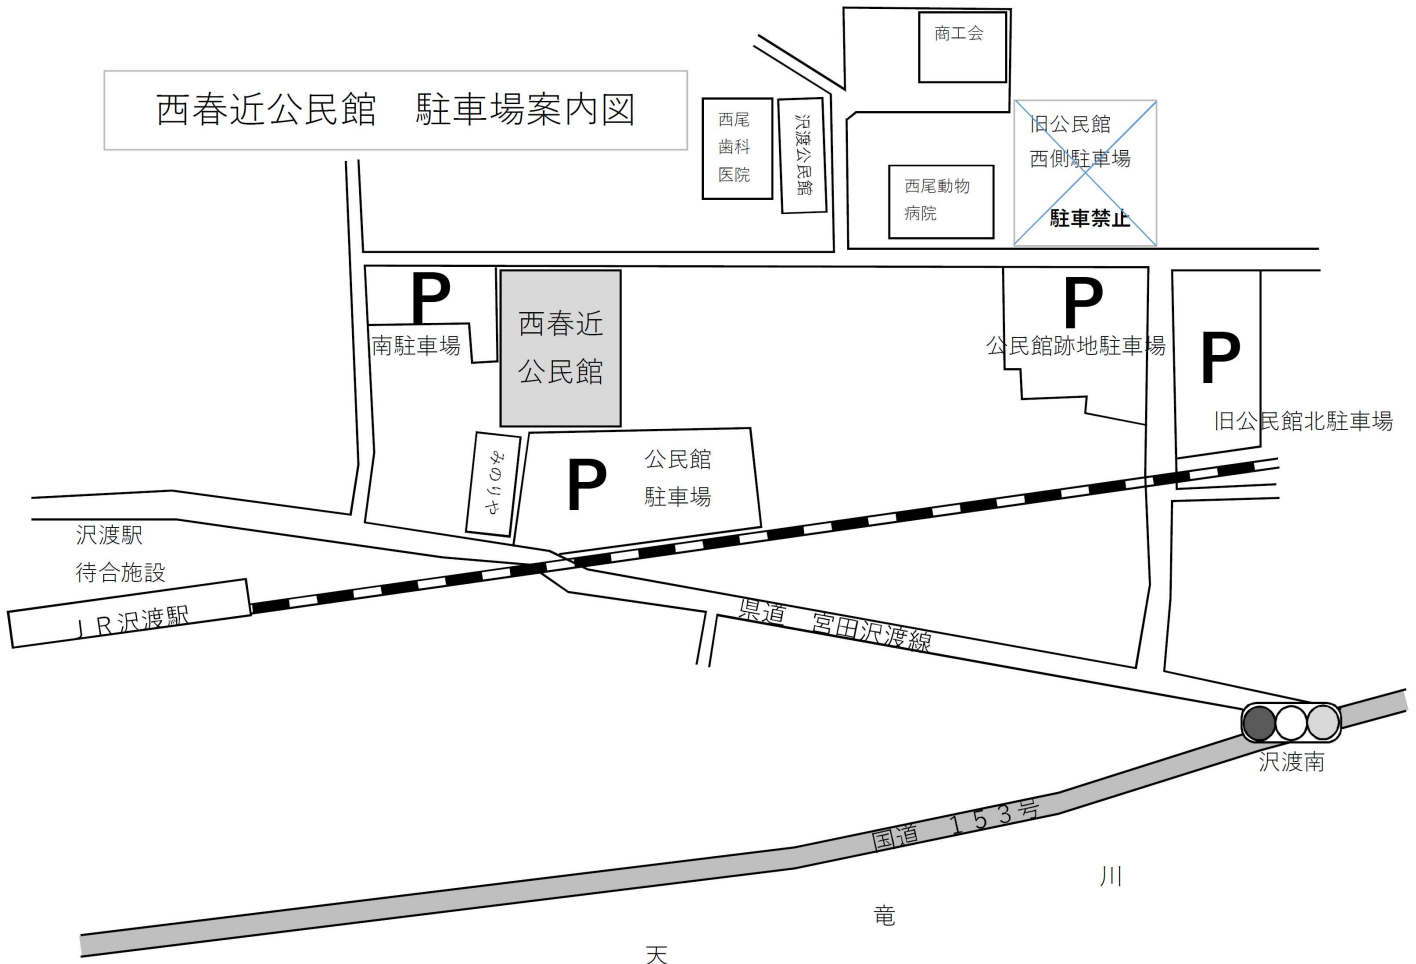 西春近公民館　駐車場案内図
商工会
西尾
歯科
医院
沢渡公民館
旧公民館
西側駐車場
駐車禁止
西尾動物
病院
P
南駐車場
西春近
公民館
P
公民館跡地駐車場
P
旧公民館北駐車場
みのりや
P
公民館
駐車場
沢渡駅
待合施設
ＪＲ沢渡駅
県道　宮田沢渡線
沢渡南
国道　１５３号
天
竜
川